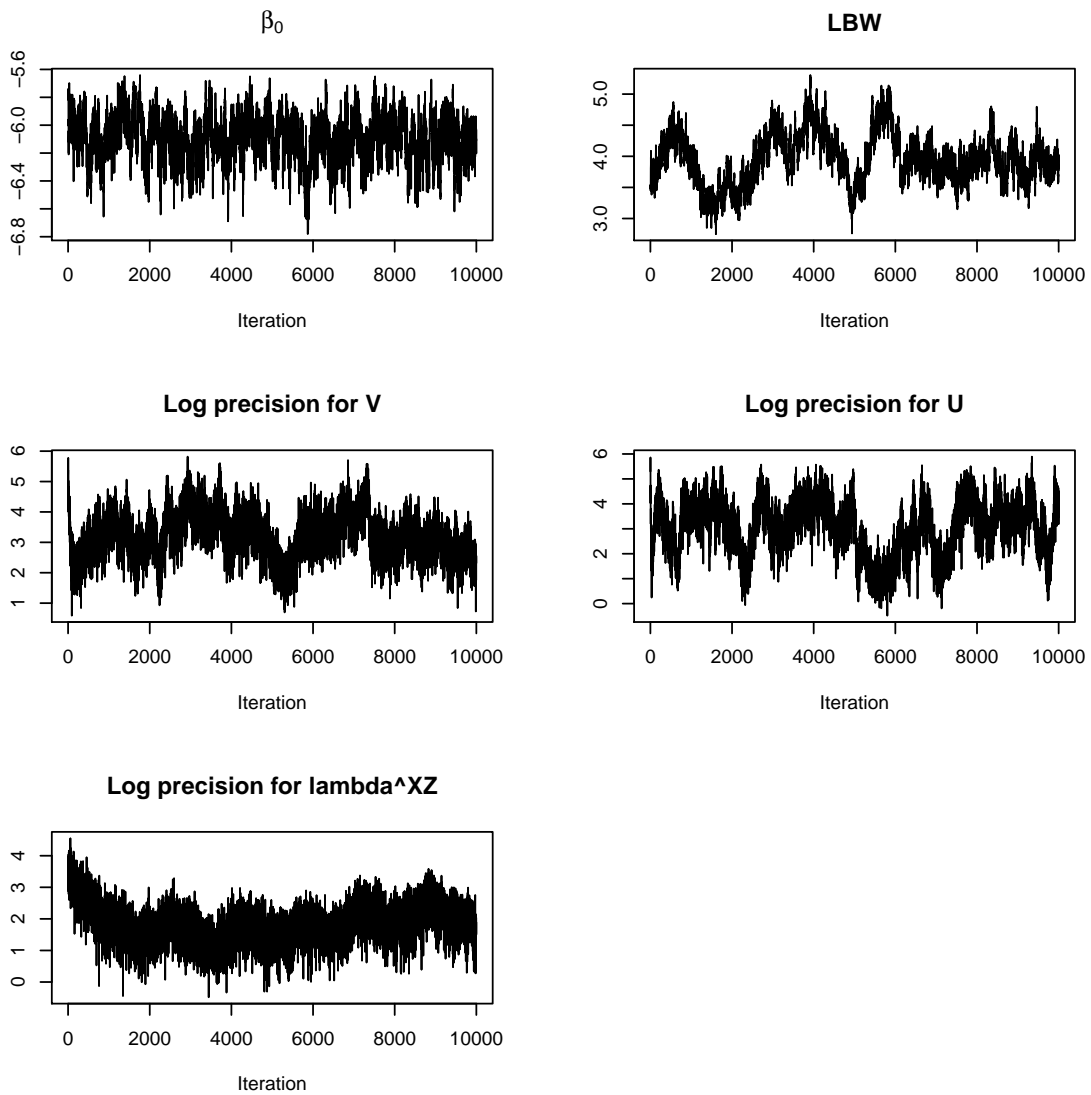 β0
−5.6
−6.0
−6.4
−6.8
0 2000 4000 6000 8000 10000
Iteration
LBW
5.0
4.0
3.0
0 2000 4000 6000 8000 10000
Iteration
Log precision for V
6
5
4
3
2
1
0 2000 4000 6000 8000 10000
Iteration
Log precision for U
6
4
2
0
0 2000 4000 6000 8000 10000
Iteration
Log precision for lambda^XZ
4
3
2
1
0
0 2000 4000 6000 8000 10000
Iteration